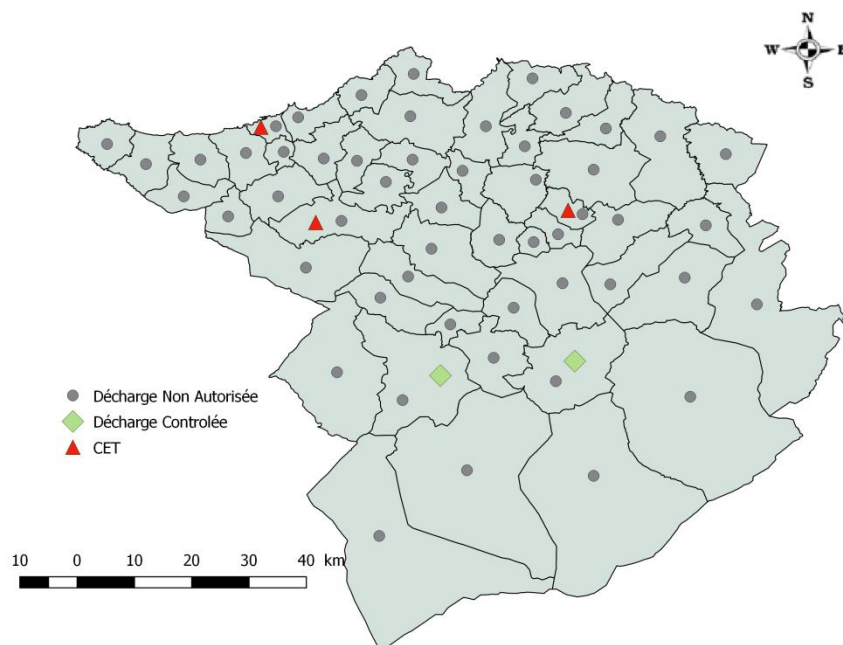 N
W E
S
Décharge Non Autorisée
Décharge Controlée
CET
10 0 10 20 30 40 km